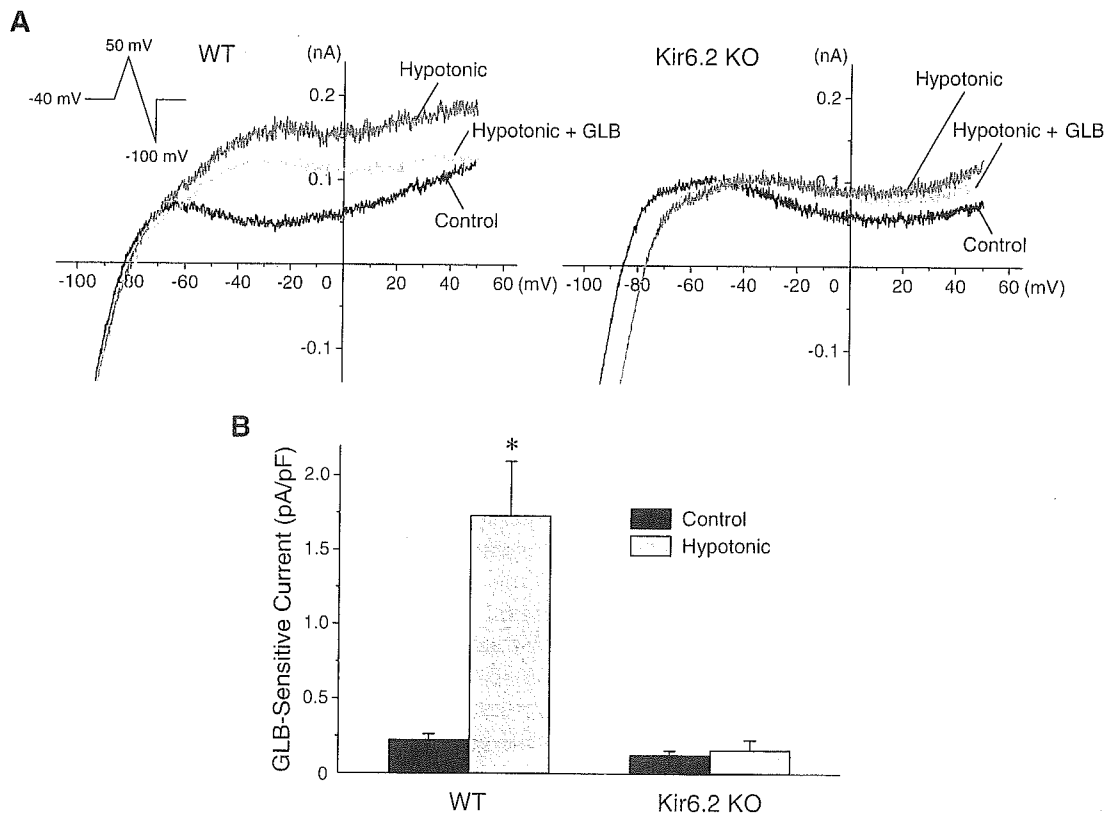 A
50 mV
-40 mV
-100 mV
WT
(nA)
0.2
0.1
-0.1
Hypotonic
Hypotonic + GLB
Control
-100 -80 -60 -40 -20 0 20 40 60 (mV)
Kir6.2 KO
(nA)
0.2
0.1
-0.1
Hypotonic
Hypotonic + GLB
Control
-100 -80 -60 -40 -20 0 20 40 60 (mV)
B
GLB-Sensitive Current (pA/pF)
2.0
1.5
1.0
0.5
0
*
Control
Hypotonic
WT
Kir6.2 KO